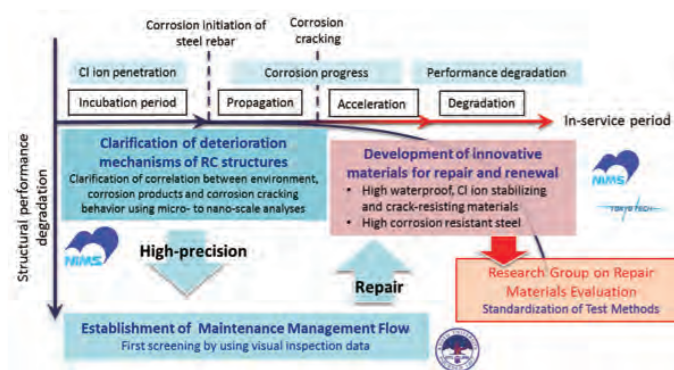 Corrosion initiation of
steel rebar
Corrosion
cracking
Cl ion penetration
Corrosion progress
Performance degradation
Incubation period
Propagation
Acceleration
Degradation
In-service period
Structural performance
degradation
Clarification of deterioration
mechanisms of RC structures
Clarification of correlation between environment,
corrosion products and corrosion cracking
behavior using micro- to nano-scale analyses
Development of innovative
materials for repair and renewal
• High waterproof, Cl ion stabilizing
and crack-resisting materials
• High corrosion resistant steel
NIMS
TOKYO TECH
NIMS
High-precision
Repair
Research Group on Repair
Materials Evaluation
Standardization of Test Methods
Establishment of Maintenance Management Flow
First screening by using visual inspection data